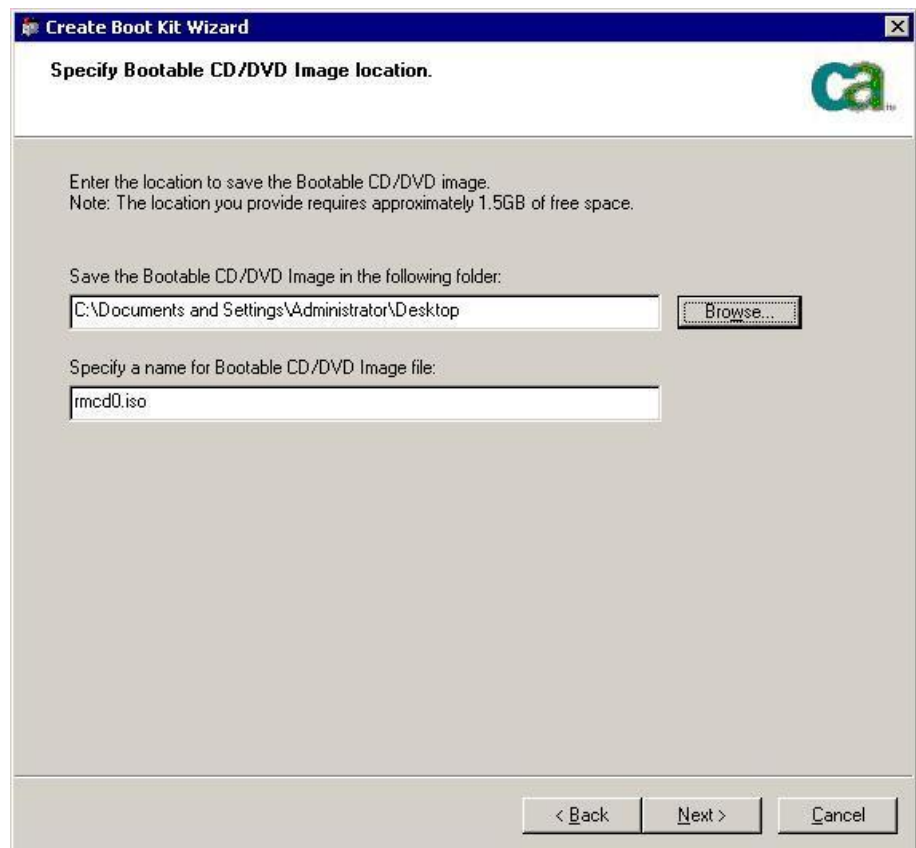 Create Boot Kit Wizard
Specify Bootable CD/DVD Image location.
ca
Enter the location to save the Bootable CD/DVD image.
Note: The location you provide requires approximately 1.5GB of free space.
Save the Bootable CD/DVD Image in the following folder:
C:\Documents and Settings\Administrator\Desktop
Browse...
Specify a name for Bootable CD/DVD Image file:
rmcd0.iso
< Back
Next >
Cancel